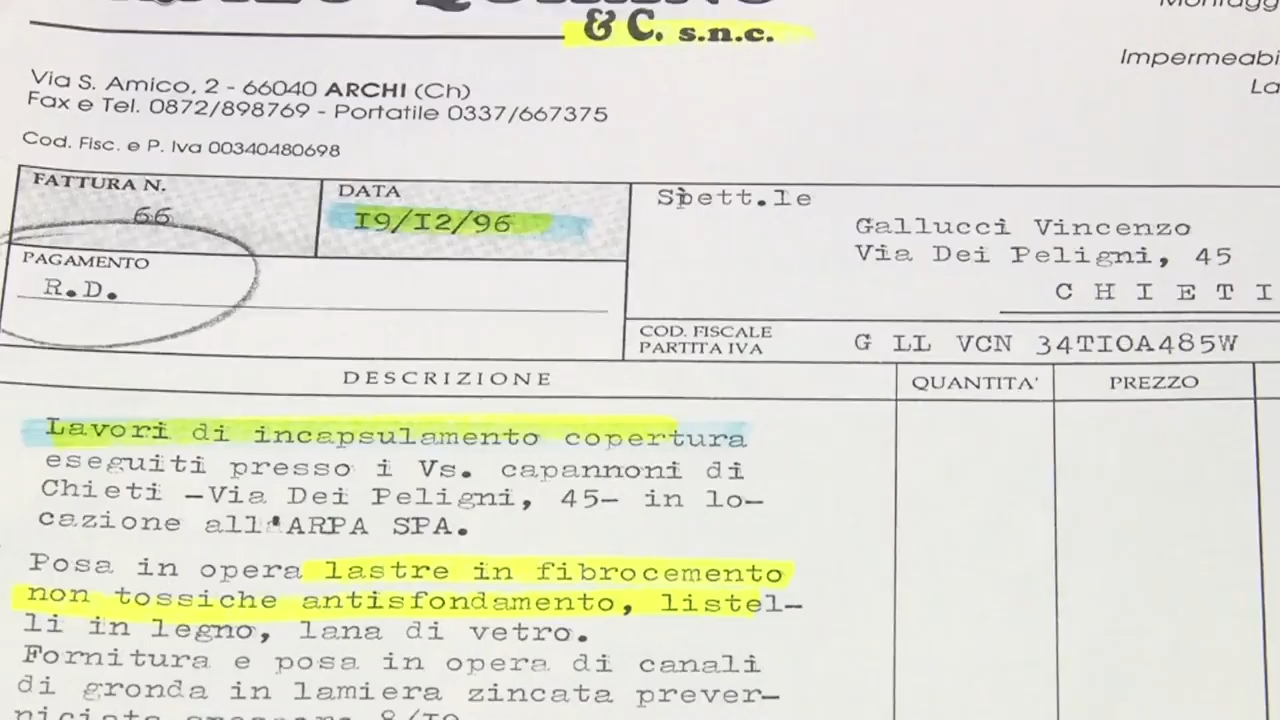 & C. s.n.c.
Impermeabi
La
Via S. Amico, 2 - 66040 ARCHI (Ch)
Fax e Tel. 0872/898769 - Portatile 0337/667375
Cod. Fisc. e P. Iva 00340480698
FATTURA N.
66
DATA
I9/I2/96
PAGAMENTO
R.D.
Spett.le
Gallucci Vincenzo
Via Dei Peligni, 45
C H I E T I
COD. FISCALE
PARTITA IVA
G LL VCN 34TIOA485W
DESCRIZIONE
QUANTITA'
PREZZO
Lavori di incapsulamento copertura
eseguiti presso i Vs. capannoni di
Chieti -Via Dei Peligni, 45- in lo-
cazione all'ARPA SPA.
Posa in opera lastre in fibrocemento
non tossiche antisfondamento, listel-
li in legno, lana di vetro.
Fornitura e posa in opera di canali
di gronda in lamiera zincata prever-